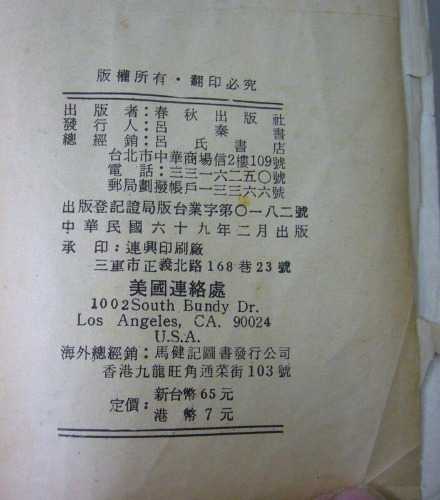 版權所有·翻印必究
出版者：春秋出版社
發行人：呂秦書
總經銷：呂氏書店
台北市中華商場信2樓109號
電話：三三一六二五〇號
郵局劃撥帳戶一三三六六號
出版登記證局版台業字第〇一八二號
中華民國六十九年二月出版
承印：連興印刷廠
三重市正義北路168巷23號
美國連絡處
1002South Bundy Dr.
Los Angeles, CA. 90024
U.S.A.
海外總經銷：馬健記圖書發行公司
香港九龍旺角通菜街103號
定價：
新台幣65元
港幣7元